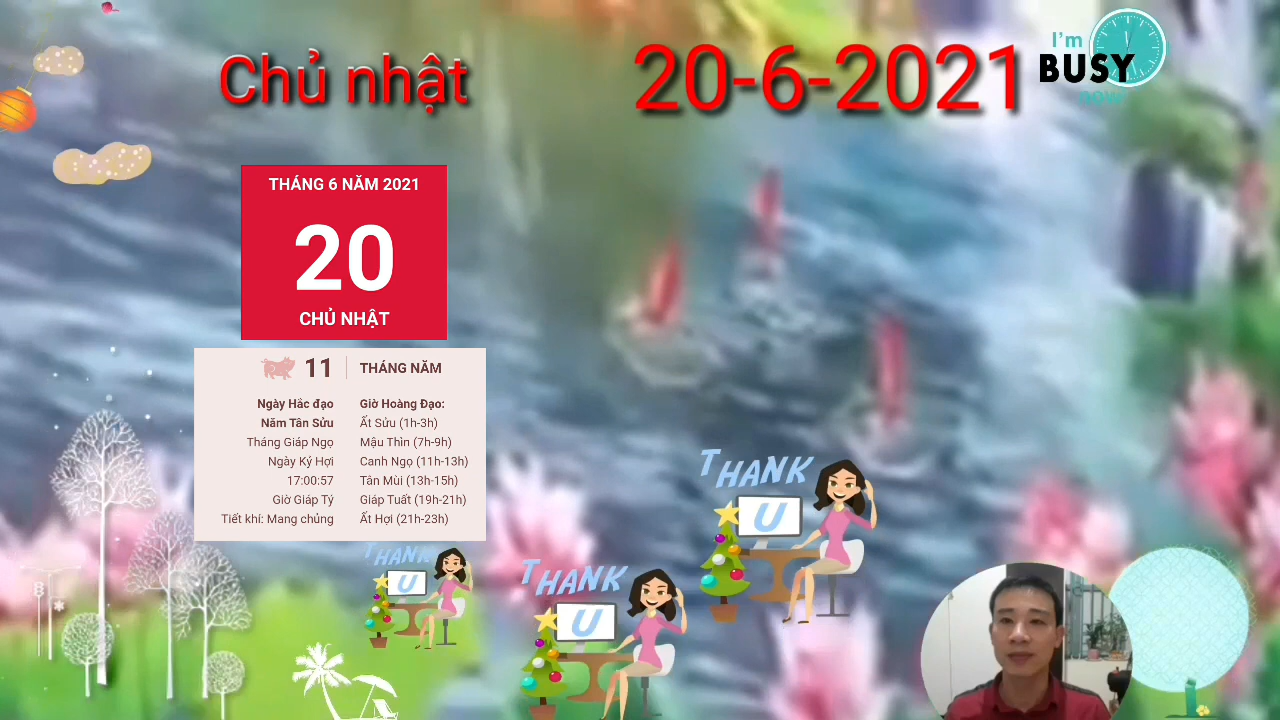 Chủ nhật
20-6-2021
I'm
BUSY
now
THÁNG 6 NĂM 2021
20
CHỦ NHẬT
11
THÁNG NĂM
Ngày Hắc đạo
Năm Tân Sửu
Tháng Giáp Ngọ
Ngày Kỷ Hợi
17:00:57
Giờ Giáp Tý
Tiết khí: Mang chủng
Giờ Hoàng Đạo:
Ất Sửu (1h-3h)
Mậu Thìn (7h-9h)
Canh Ngọ (11h-13h)
Tân Mùi (13h-15h)
Giáp Tuất (19h-21h)
Ất Hợi (21h-23h)
THANK
U
THANK
U
THANK
U